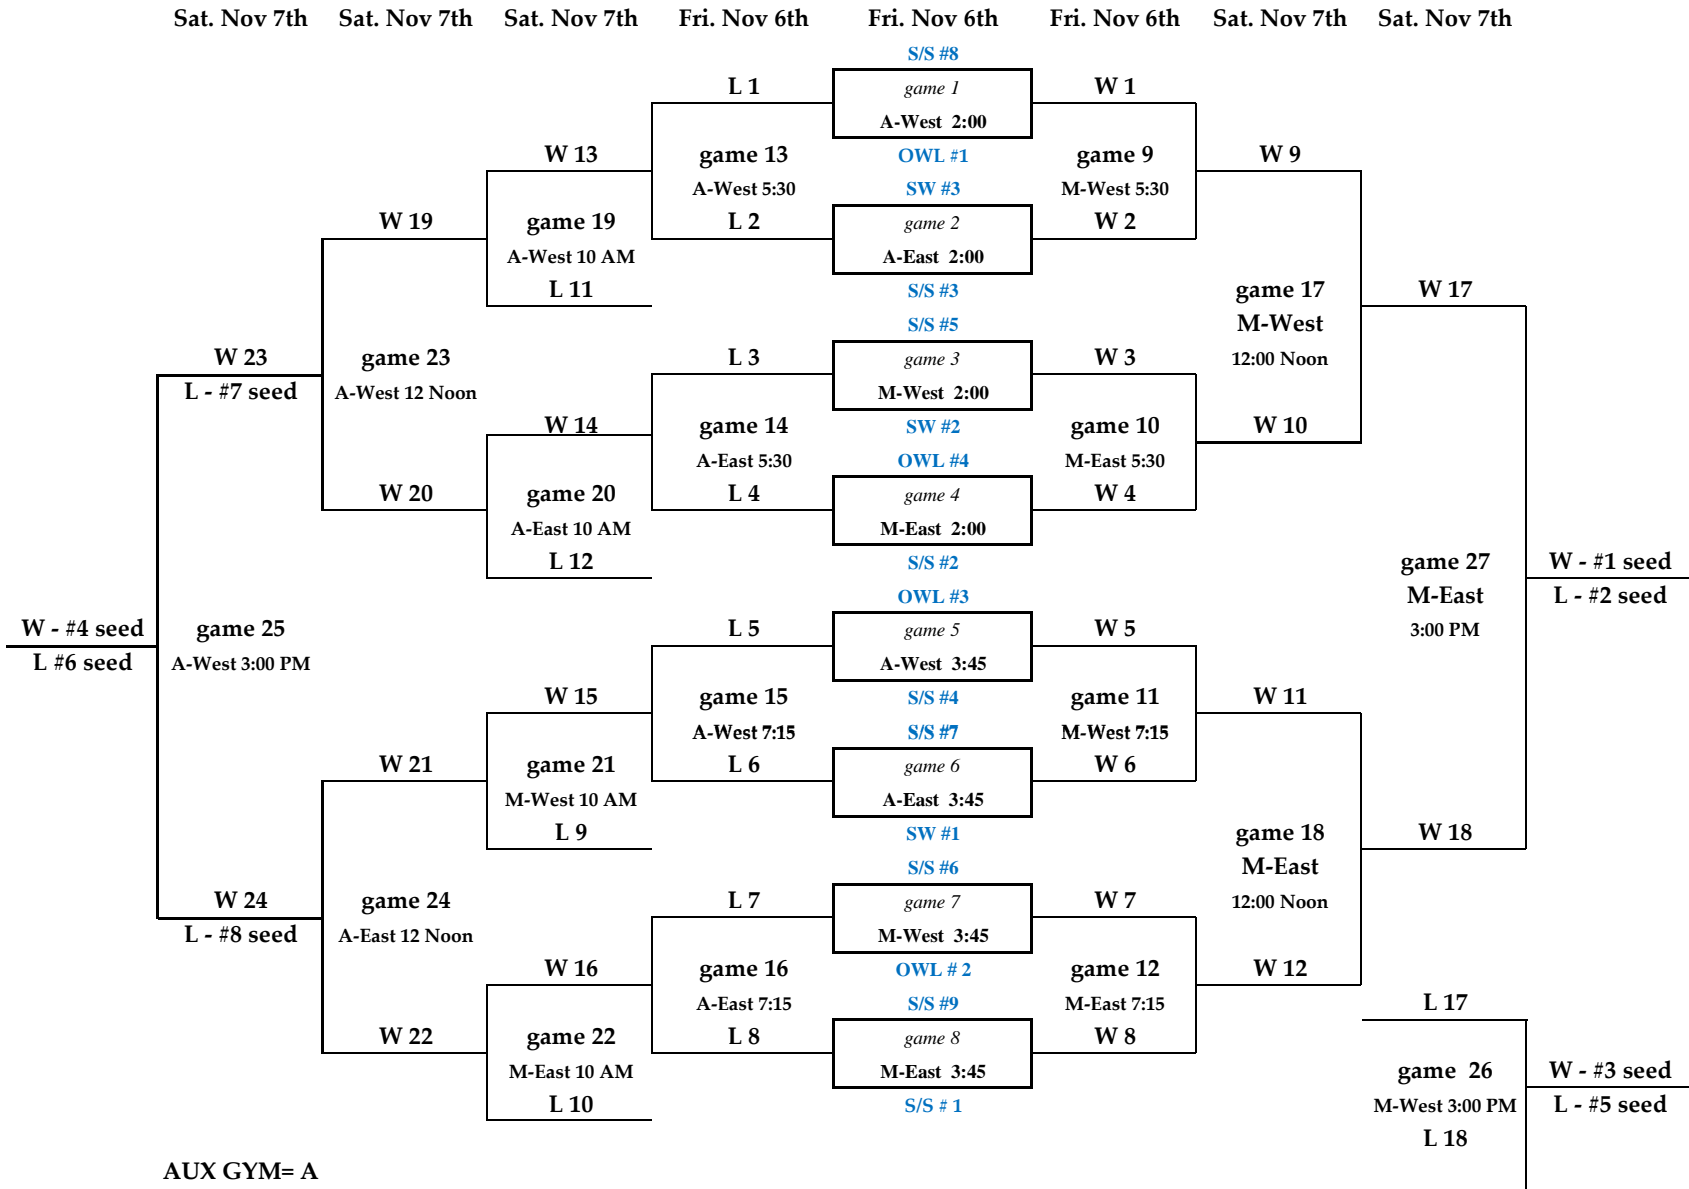 Sat. Nov 7th Sat. Nov 7th Sat. Nov 7th Fri. Nov 6th Fri. Nov 6th Fri. Nov 6th Sat. Nov 7th Sat. Nov 7th
S/S #8
L 1 game 1 W 1
A-West 2:00
W 13 game 13 OWL #1 game 9 W 9
A-West 5:30 SW #3 M-West 5:30
W 19 game 19 L 2 game 2 W 2
A-West 10 AM A-East 2:00
L 11 S/S #3 game 17 W 17
S/S #5 M-West
W 23 game 23 L 3 game 3 W 3 12:00 Noon
L - #7 seed A-West 12 Noon M-West 2:00
W 14 game 14 SW #2 game 10 W 10
A-East 5:30 OWL #4 M-East 5:30
W 20 game 20 L 4 game 4 W 4
A-East 10 AM M-East 2:00
L 12 S/S #2 game 27 W - #1 seed
OWL #3 M-East L - #2 seed
W - #4 seed game 25 L 5 game 5 W 5 3:00 PM
L #6 seed A-West 3:00 PM A-West 3:45
W 15 game 15 S/S #4 game 11 W 11
A-West 7:15 S/S #7 M-West 7:15
W 21 game 21 L 6 game 6 W 6
M-West 10 AM A-East 3:45
L 9 SW #1 game 18 W 18
S/S #6 M-East
W 24 game 24 L 7 game 7 W 7 12:00 Noon
L - #8 seed A-East 12 Noon M-West 3:45
W 16 game 16 OWL # 2 game 12 W 12
A-East 7:15 S/S #9 M-East 7:15 L 17
W 22 game 22 L 8 game 8 W 8
M-East 10 AM M-East 3:45 game 26 W - #3 seed
L 10 S/S # 1 M-West 3:00 PM L - #5 seed
L 18
AUX GYM= A